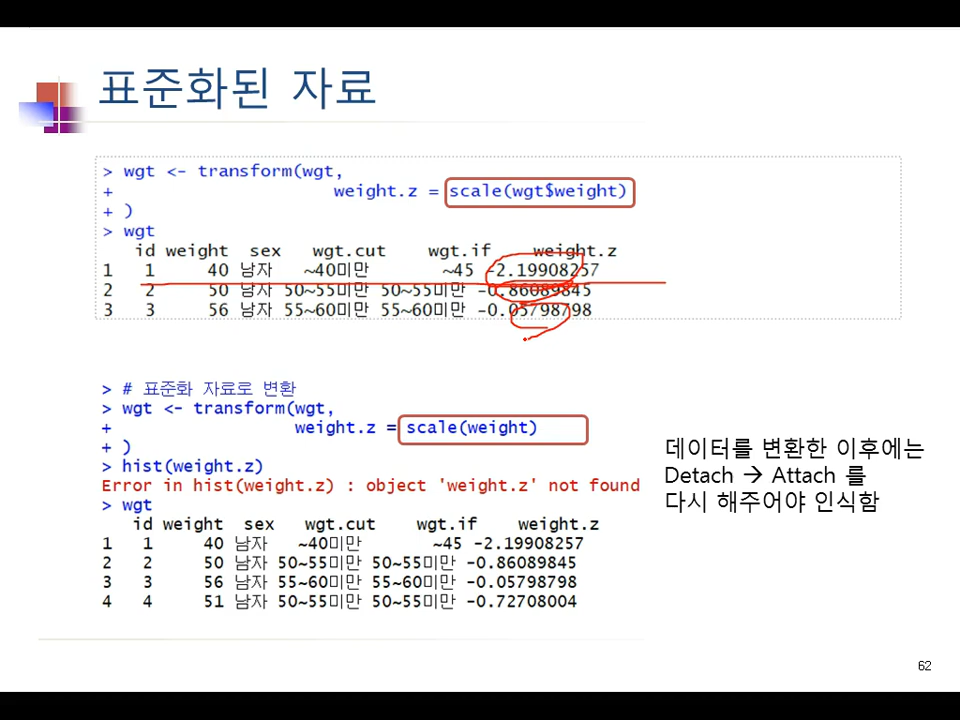 표준화된 자료
> wgt <- transform(wgt,
+ weight.z = scale(wgt$weight)
+ )
> wgt
id weight sex wgt.cut wgt.if weight.z
1 1 40 남자 ~40미만 ~45 -2.19908257
2 2 50 남자 50~55미만 50~55미만 -0.86089845
3 3 56 남자 55~60미만 55~60미만 -0.05798798
> # 표준화 자료로 변환
> wgt <- transform(wgt,
+ weight.z = scale(weight)
+ )
> hist(weight.z)
Error in hist(weight.z) : object 'weight.z' not found
> wgt
id weight sex wgt.cut wgt.if weight.z
1 1 40 남자 ~40미만 ~45 -2.19908257
2 2 50 남자 50~55미만 50~55미만 -0.86089845
3 3 56 남자 55~60미만 55~60미만 -0.05798798
4 4 51 남자 50~55미만 50~55미만 -0.72708004
데이터를 변환한 이후에는
Detach → Attach 를
다시 해주어야 인식함
62